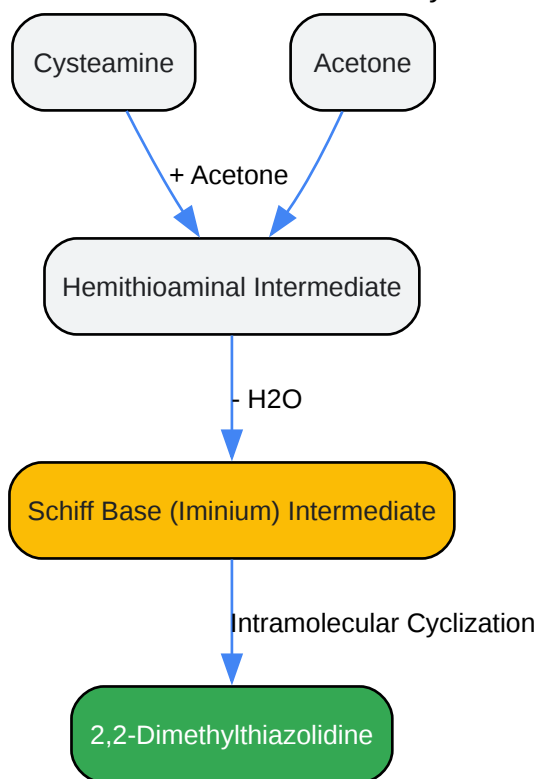 Cysteamine
Acetone
+ Acetone
Hemithioaminal Intermediate
- H2O
Schiff Base (Iminium) Intermediate
Intramolecular Cyclization
2,2-Dimethylthiazolidine